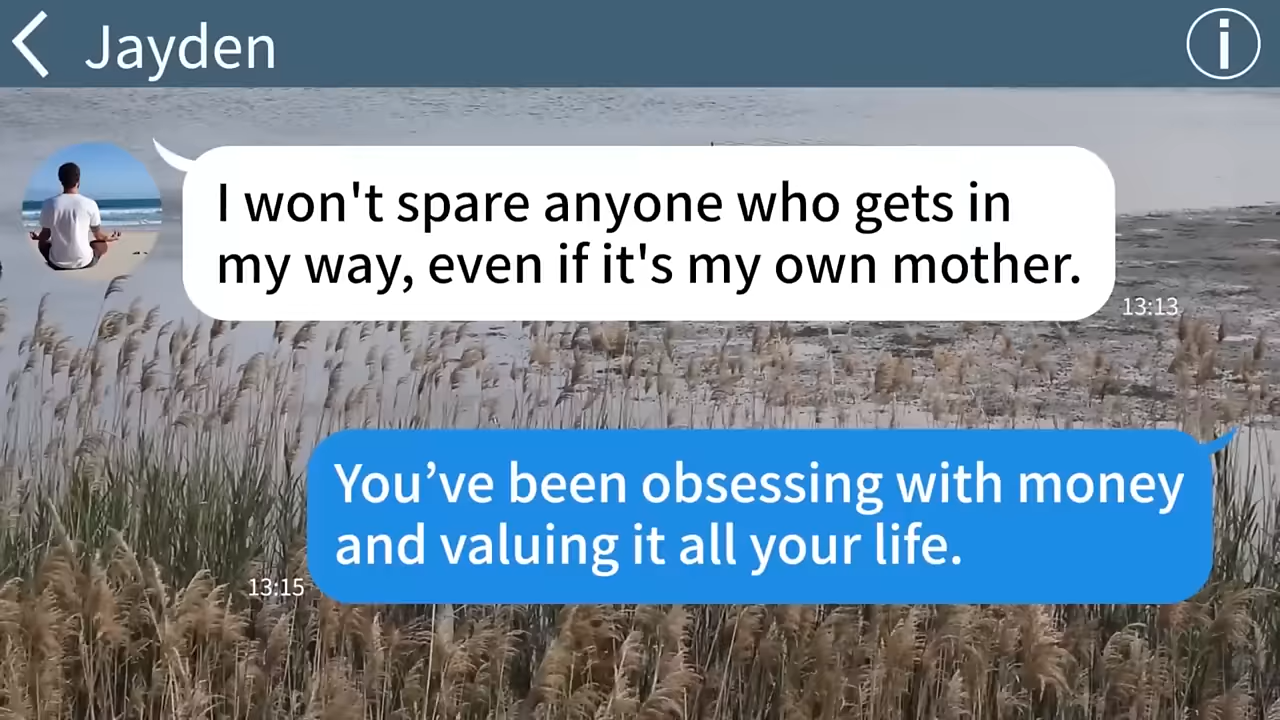 Jayden
I won't spare anyone who gets in
my way, even if it's my own mother.
13:13
You’ve been obsessing with money
and valuing it all your life.
13:15